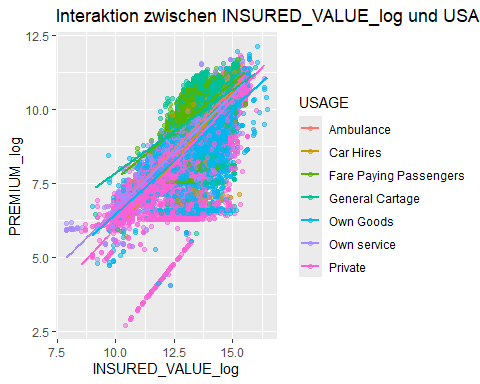 Interaktion zwischen INSURED_VALUE_log und USA
12.5
10.0
7.5
5.0
2.5
PREMIUM_log
7.5 10.0 12.5 15.0
INSURED_VALUE_log
USAGE
Ambulance
Car Hires
Fare Paying Passengers
General Cartage
Own Goods
Own service
Private